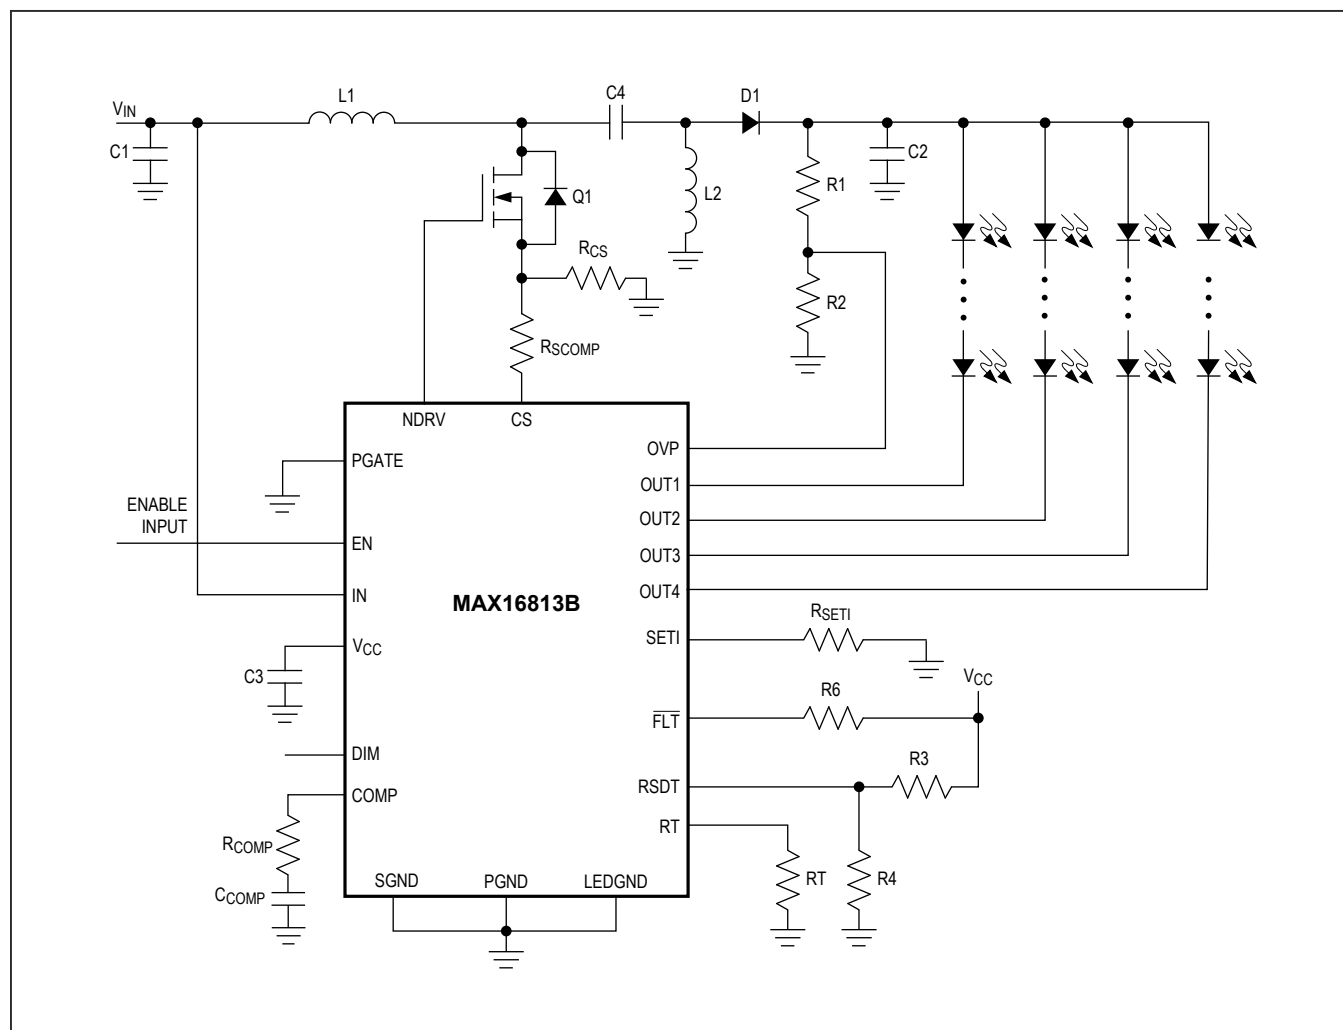 L1
C4
D1
VIN
C1
C2
R1
L2
Q1
RCS
R2
RSCOMP
NDRV
CS
OVP
PGATE
OUT1
ENABLE
INPUT
OUT2
EN
OUT3
IN
OUT4
MAX16813B
RSETI
SETI
VCC
C3
VCC
R6
FLT
DIM
R3
RSDT
COMP
RT
RCOMP
RT
R4
SGND
PGND
LEDGND
CCOMP